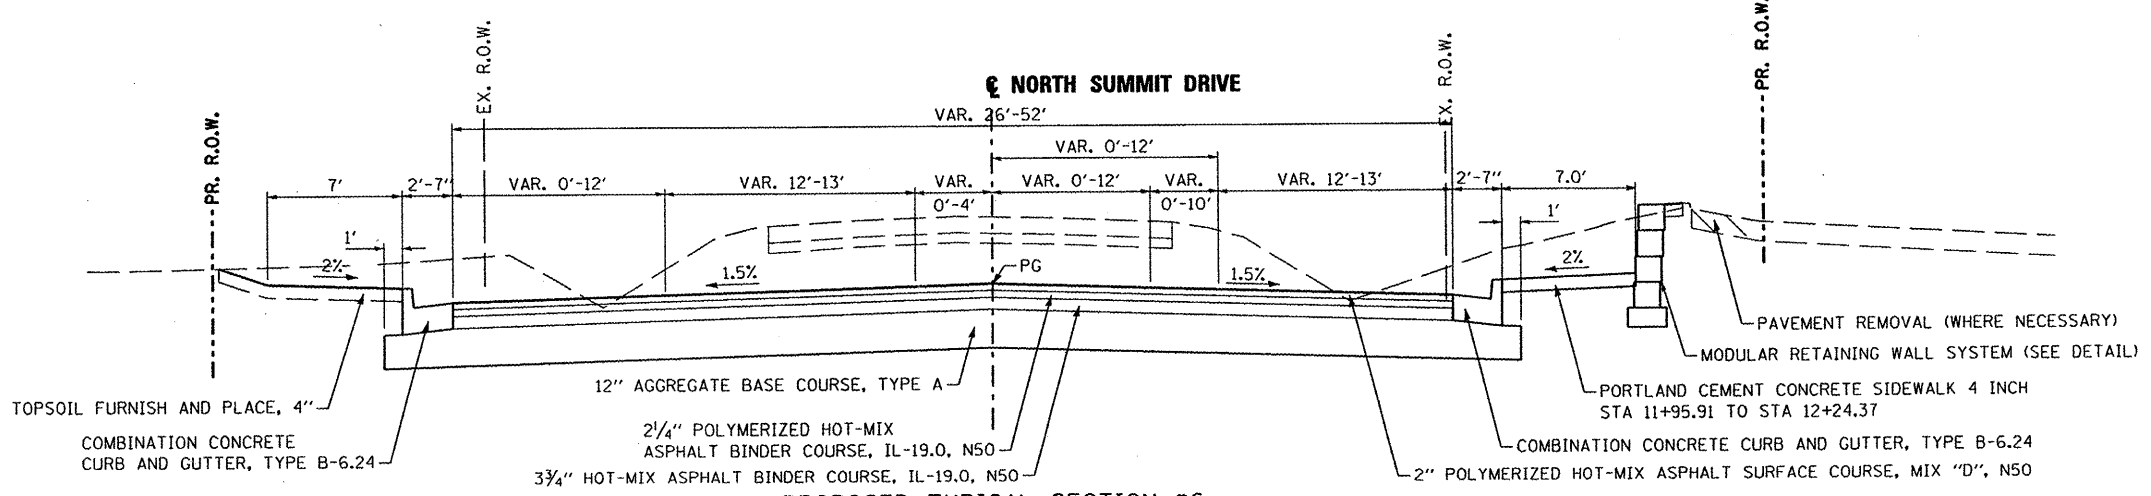 PR. R.O.W.
EX. R.O.W.
℄ NORTH SUMMIT DRIVE
EX. R.O.W.
PR. R.O.W.
VAR. 26'-52'
VAR. 0'-12'
7'
2'-7"
VAR. 0'-12'
VAR. 12'-13'
VAR.
0'-4'
VAR. 0'-12'
VAR.
0'-10'
VAR. 12'-13'
2'-7"
7.0'
1'
1'
2%
1.5%
PG
1.5%
2%
PAVEMENT REMOVAL (WHERE NECESSARY)
MODULAR RETAINING WALL SYSTEM (SEE DETAIL)
12" AGGREGATE BASE COURSE, TYPE A
PORTLAND CEMENT CONCRETE SIDEWALK 4 INCH
STA 11+95.91 TO STA 12+24.37
TOPSOIL FURNISH AND PLACE, 4"
COMBINATION CONCRETE
CURB AND GUTTER, TYPE B-6.24
2¼" POLYMERIZED HOT-MIX
ASPHALT BINDER COURSE, IL-19.0, N50
COMBINATION CONCRETE CURB AND GUTTER, TYPE B-6.24
3¾" HOT-MIX ASPHALT BINDER COURSE, IL-19.0, N50
2" POLYMERIZED HOT-MIX ASPHALT SURFACE COURSE, MIX "D", N50